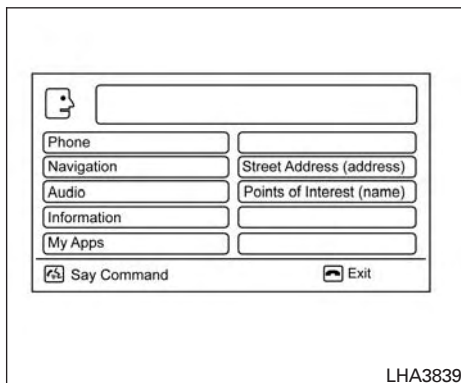 Phone
Navigation Street Address (address)
Audio Points of Interest (name)
Information
My Apps
Say Command Exit
LHA3839